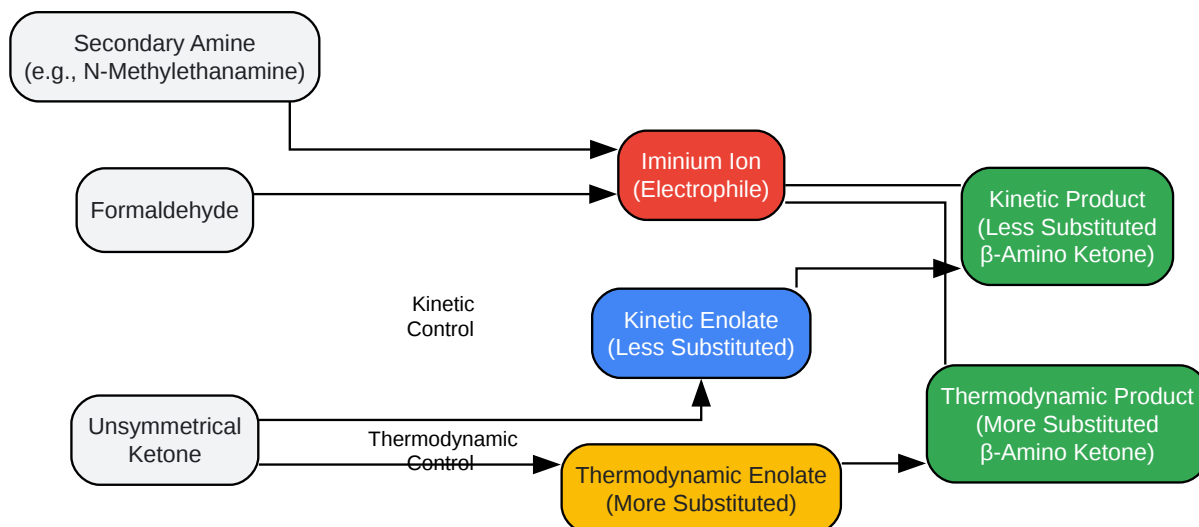 Secondary Amine
(e.g., N-Methylethanamine)
Formaldehyde
Iminium Ion
(Electrophile)
Kinetic Product
(Less Substituted
β-Amino Ketone)
Kinetic
Control
Kinetic Enolate
(Less Substituted)
Unsymmetrical
Ketone
Thermodynamic
Control
Thermodynamic Enolate
(More Substituted)
Thermodynamic Product
(More Substituted
β-Amino Ketone)